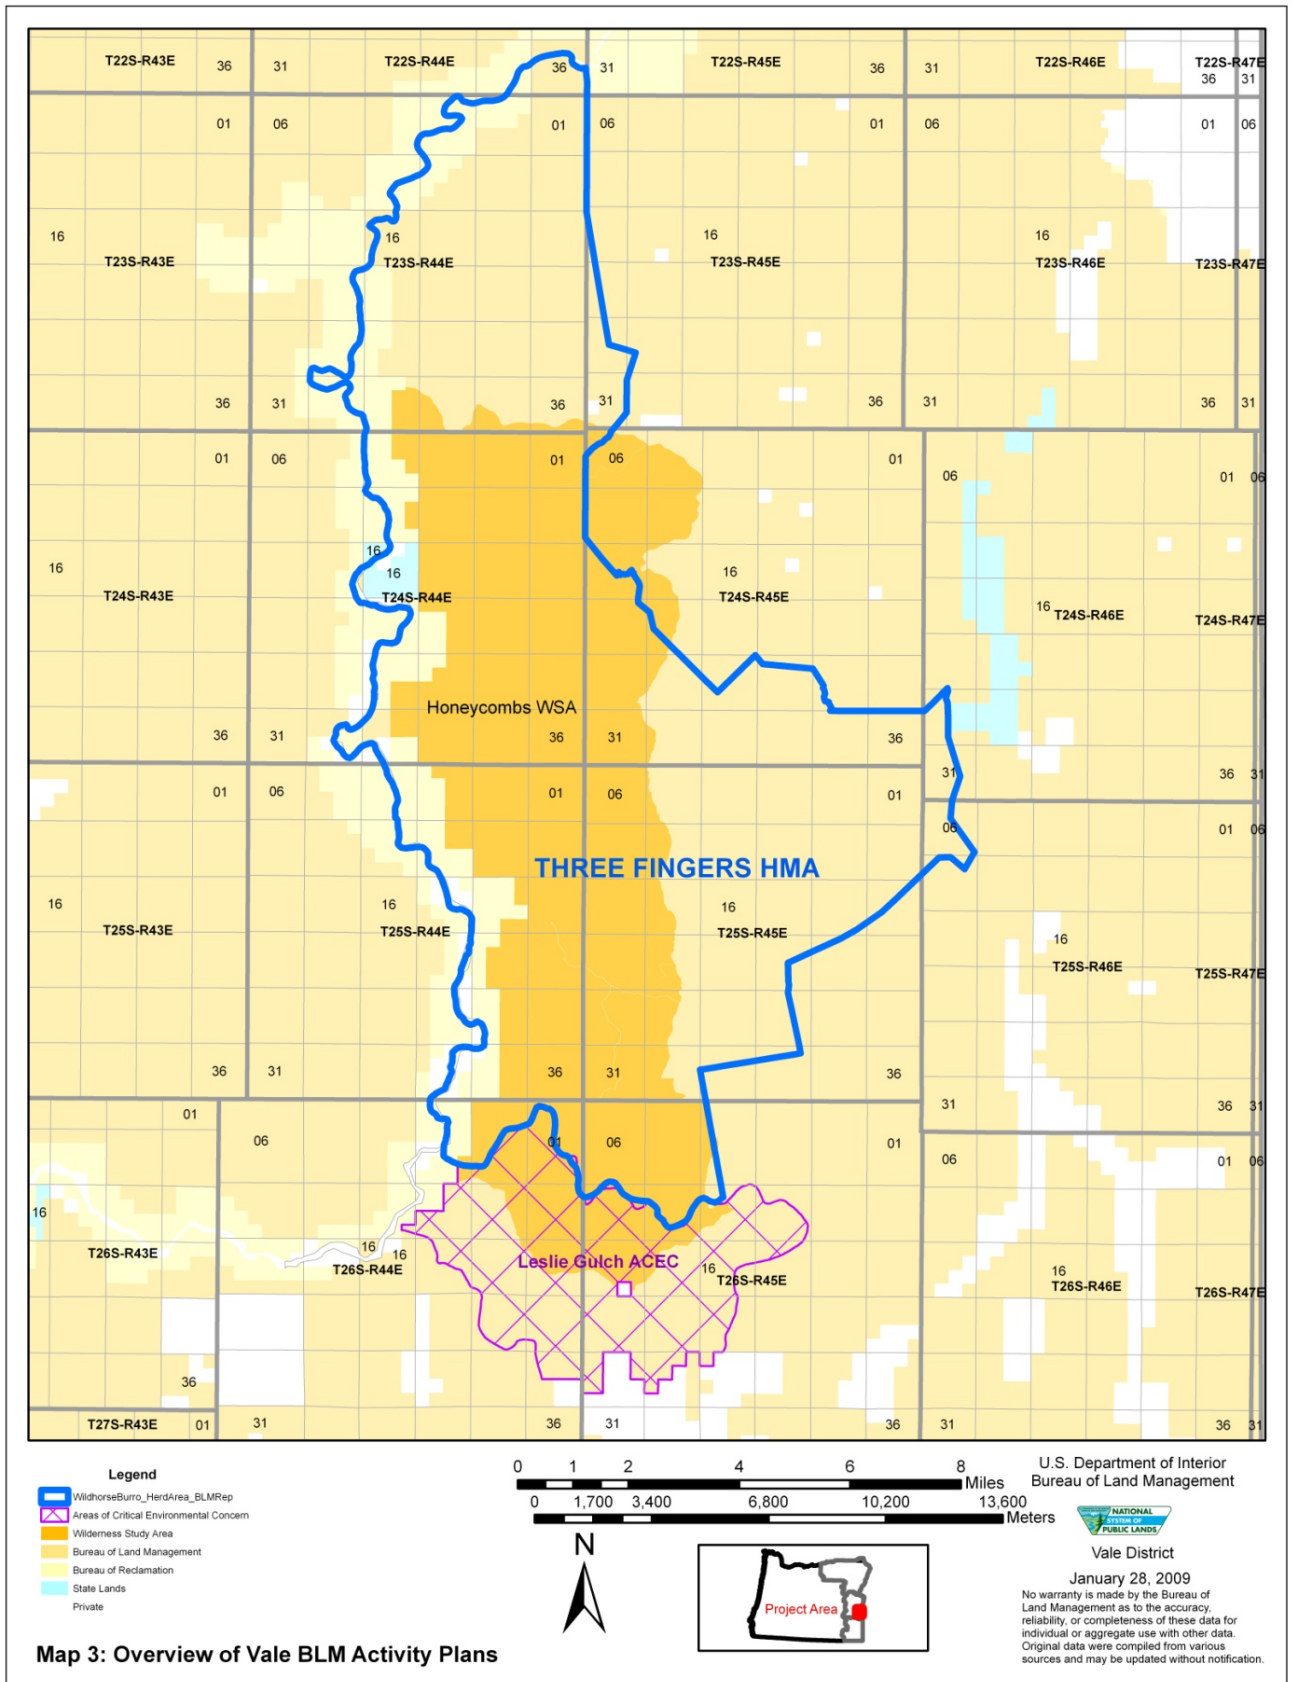 T22S-R43E 36 31 T22S-R44E 36 31 T22S-R45E 36 31 T22S-R46E T22S-R47E
36 31
01 06 01 06 01 06 01 06
16 16 16 16
T23S-R43E T23S-R44E T23S-R45E T23S-R46E T23S-R47E
36 31 36 31 36 31 36 31
01 06 01 06 01 06 01 06
16
16 16 16
T24S-R43E T24S-R44E T24S-R45E 16 T24S-R46E T24S-R47E
Honeycombs WSA
36 31 36 31 36
31 36 31
01 06 01 06 01
06 01 06
THREE FINGERS HMA
16 16 16
T25S-R43E T25S-R44E T25S-R45E
16
T25S-R46E T25S-R47E
36 31 36 31 36
31 36 31
01
06 01 06 01
06 01 06
16
T26S-R43E 16 16
T26S-R44E Leslie Gulch ACEC
16 T26S-R45E 16 T26S-R46E T26S-R47E
36
T27S-R43E 01 31 36 31 36 31 36 31
Legend
WildhorseBurro_HerdArea_BLMRep
Areas of Critical Environmental Concern
Wilderness Study Area
Bureau of Land Management
Bureau of Reclamation
State Lands
Private
Map 3: Overview of Vale BLM Activity Plans
0 1 2 4 6 8
Miles
0 1,700 3,400 6,800 10,200 13,600
Meters
N
Project Area
U.S. Department of Interior
Bureau of Land Management
NATIONAL
SYSTEM OF
PUBLIC LANDS
Vale District
January 28, 2009
No warranty is made by the Bureau of
Land Management as to the accuracy,
reliability, or completeness of these data for
individual or aggregate use with other data.
Original data were compiled from various
sources and may be updated without notification.